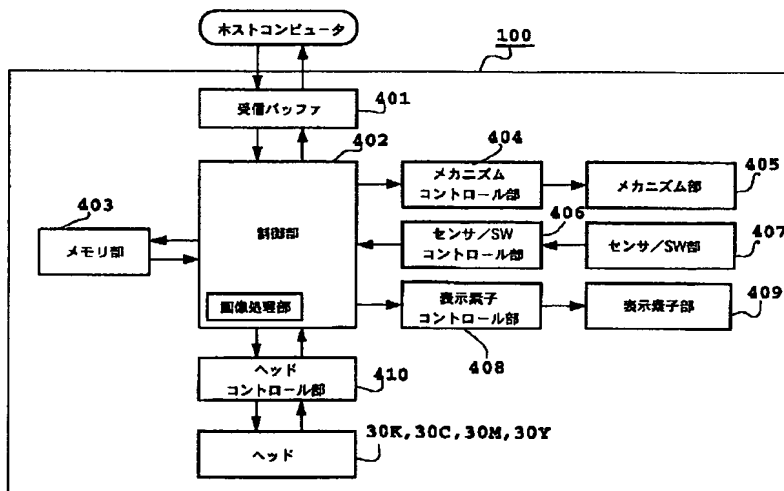 ホストコンピュータ
100
受信バッファ
401
402
404
メカニズム
コントロール部
405
メカニズム部
403
メモリ部
制御部
センサ/SW
コントロール部
406
センサ/SW部
407
画像処理部
表示素子
コントロール部
408
表示素子部
409
ヘッド
コントロール部
410
ヘッド
30K,30C,30M,30Y